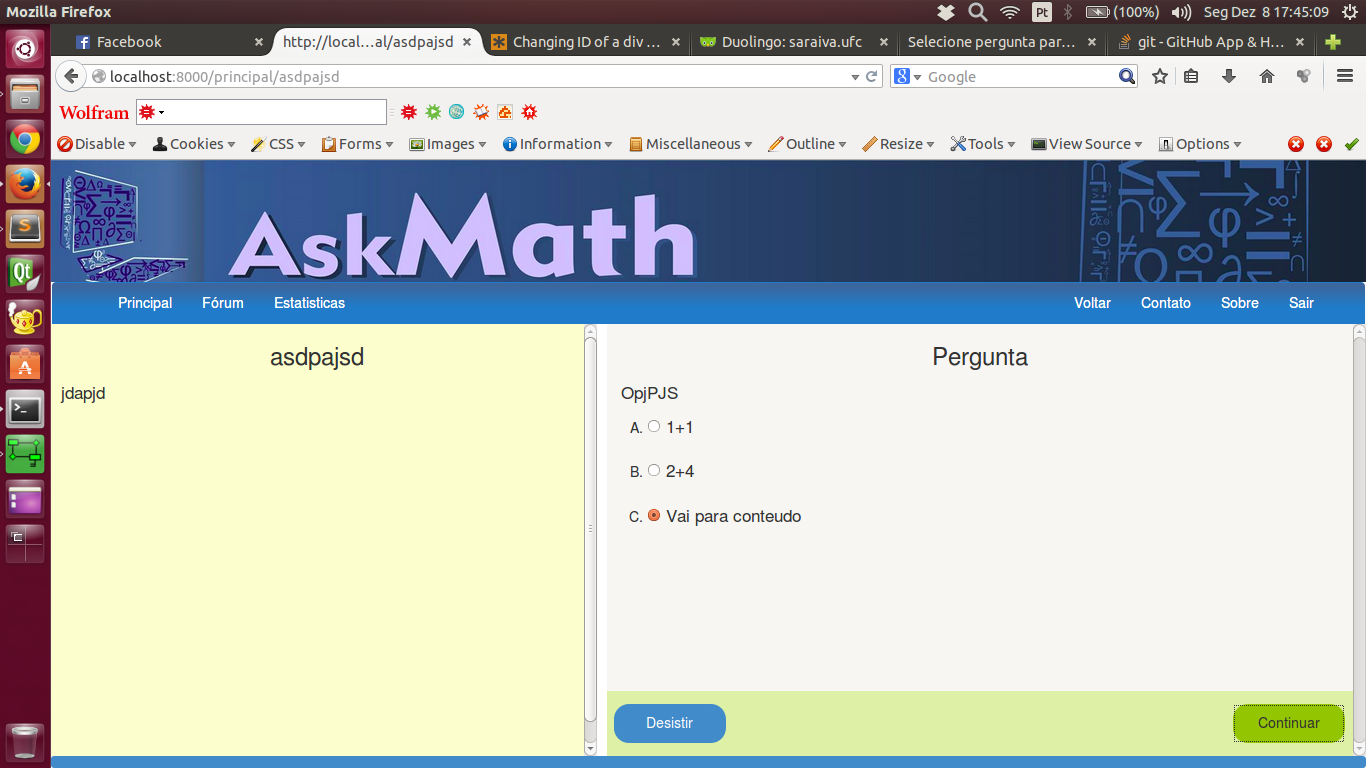 Mozilla Firefox
Pt (100%) Seg Dez 8 17:45:09
Facebook http://local...al/asdpajsd Changing ID of a div ... Duolingo: saraiva.ufc Selecione pergunta par... git - GitHub App & H...
localhost:8000/principal/asdpajsd Google
Wolfram
Disable Cookies CSS Forms Images Information Miscellaneous Outline Resize Tools View Source Options
AskMath
Principal Fórum Estatisticas Voltar Contato Sobre Sair
asdpajsd
jdapjd
Pergunta
OpjPJS
A. 1+1
B. 2+4
C. Vai para conteudo
Desistir Continuar